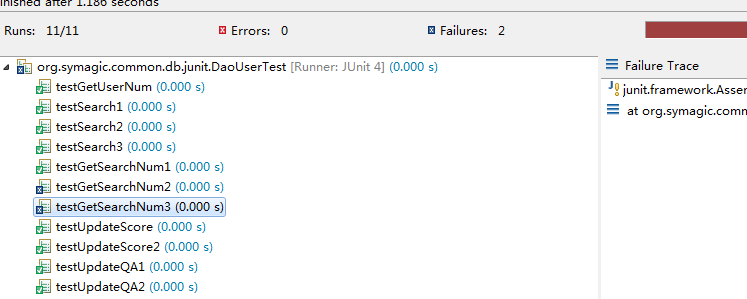 finished after 1.186 seconds
Runs: 11/11 Errors: 0 Failures: 2
org.symagic.common.db.junit.DaoUserTest [Runner: JUnit 4] (0.000 s)
testGetUserNum (0.000 s)
testSearch1 (0.000 s)
testSearch2 (0.000 s)
testSearch3 (0.000 s)
testGetSearchNum1 (0.000 s)
testGetSearchNum2 (0.000 s)
testGetSearchNum3 (0.000 s)
testUpdateScore (0.000 s)
testUpdateScore2 (0.000 s)
testUpdateQA1 (0.000 s)
testUpdateQA2 (0.000 s)
Failure Trace
junit.framework.Asse
at org.symagic.com